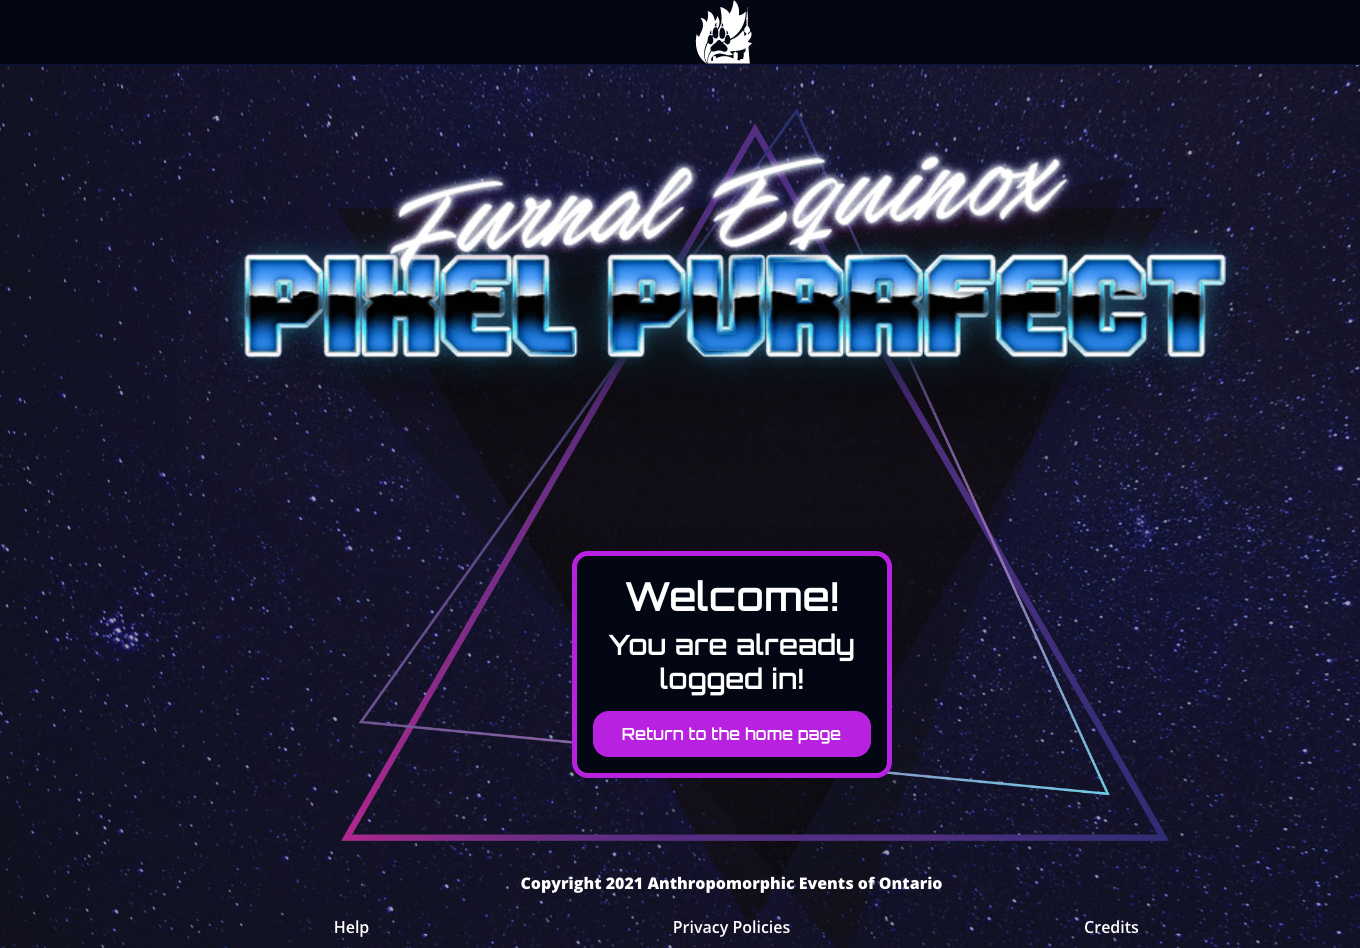 Furnal Equinox
PIXEL PURRFECT
Welcome!
You are already
logged in!
Return to the home page
Copyright 2021 Anthropomorphic Events of Ontario
Help Privacy Policies Credits